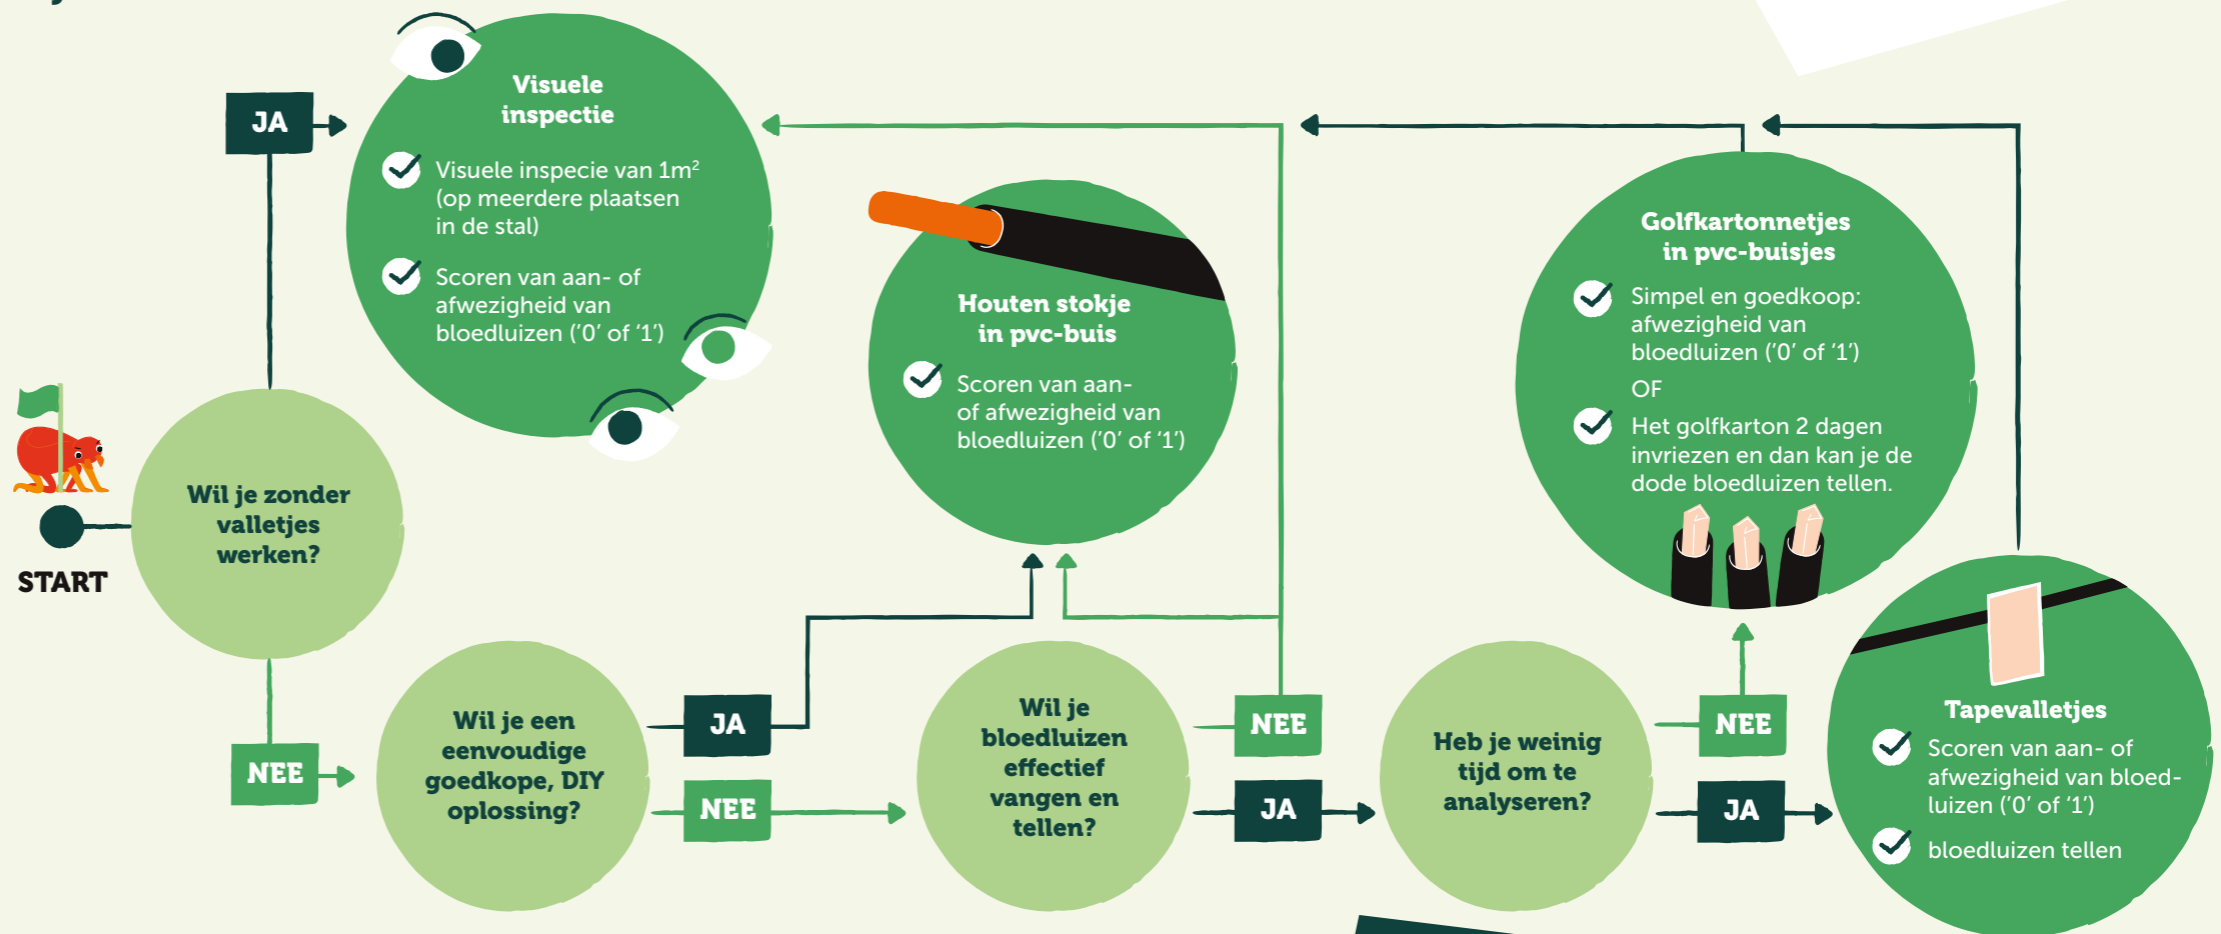 START
Wil je zonder
valletjes
werken?
JA
Visuele
inspectie
Visuele inspecie van 1m²
(op meerdere plaatsen
in de stal)
Scoren van aan- of
afwezigheid van
bloedluizen (‘0’ of ‘1’)
NEE
Wil je een
eenvoudige
goedkope, DIY
oplossing?
JA
NEE
Houten stokje
in pvc-buis
Scoren van aan-
of afwezigheid van
bloedluizen (‘0’ of ‘1’)
Wil je
bloedluizen
effectief
vangen en
tellen?
NEE
JA
Heb je weinig
tijd om te
analyseren?
NEE
JA
Golfkartonnetjes
in pvc-buisjes
Simpel en goedkoop:
afwezigheid van
bloedluizen (‘0’ of ‘1’)
OF
Het golfkarton 2 dagen
invriezen en dan kan je de
dode bloedluizen tellen.
Tapevalletjes
Scoren van aan- of
afwezigheid van bloed-
luizen (‘0’ of ‘1’)
bloedluizen tellen